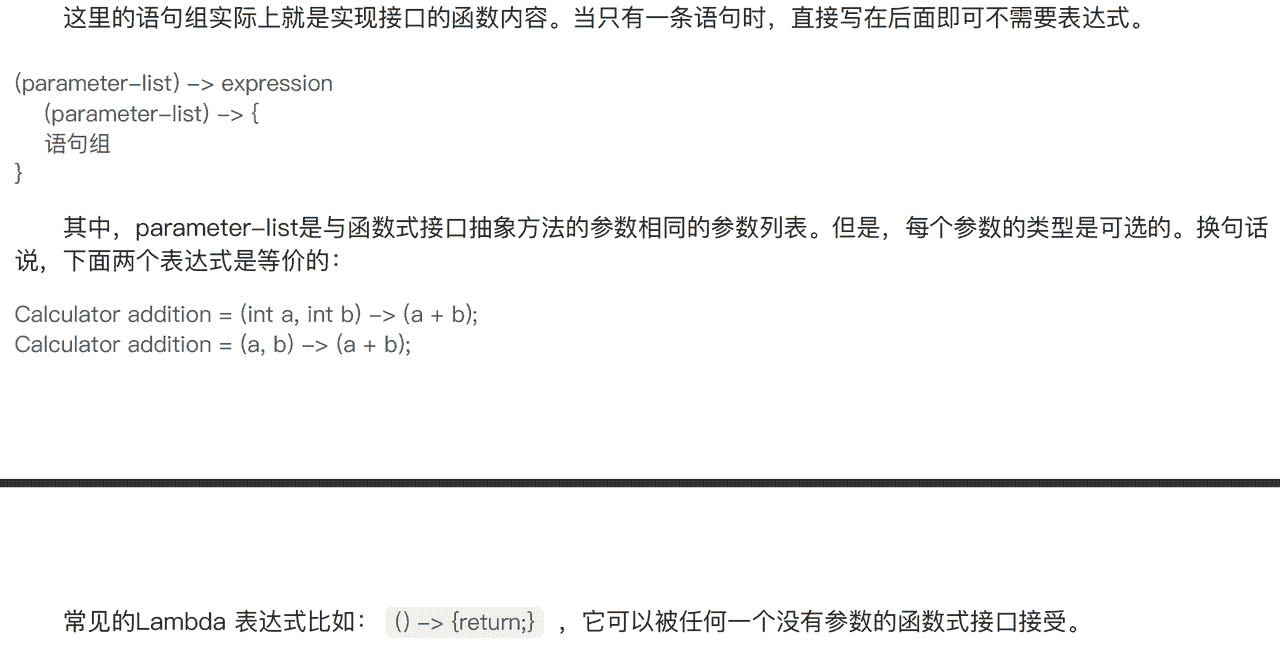 这里的语句组实际上就是实现接口的函数内容。当只有一条语句时，直接写在后面即可不需要表达式。
(parameter-list) -> expression
(parameter-list) -> {
语句组
}
其中，parameter-list是与函数式接口抽象方法的参数相同的参数列表。但是，每个参数的类型是可选的。换句话
说，下面两个表达式是等价的：
Calculator addition = (int a, int b) -> (a + b);
Calculator addition = (a, b) -> (a + b);
常见的Lambda 表达式比如： () -> {return;} ，它可以被任何一个没有参数的函数式接口接受。